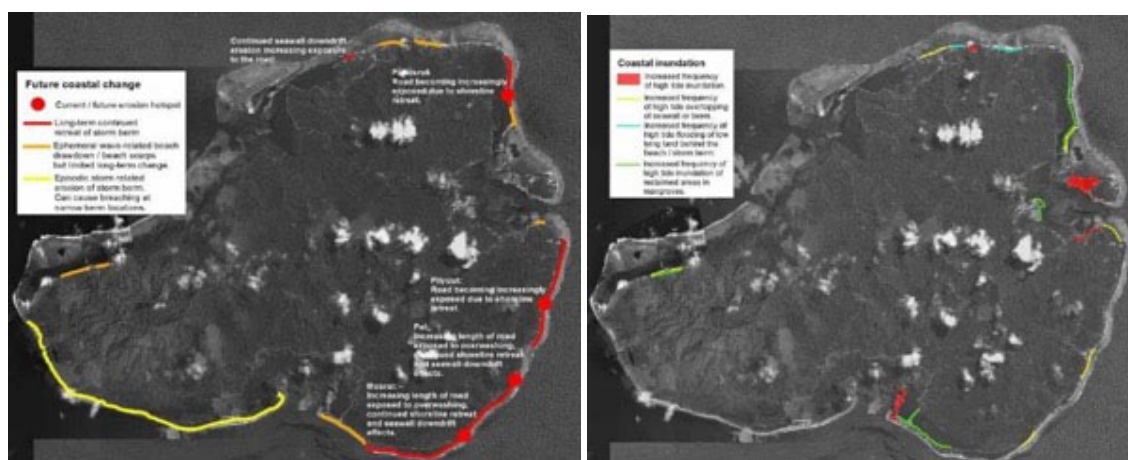 Continued seawall downdrift
erosion increasing exposure
to the road.
Road becoming increasingly
exposed due to shoreline
retreat.
Future coastal change
Current / future erosion hotspot
Long-term continued
retreat of storm berm
Ephemeral wave-related beach
drawdown / beach scarps
but limited long-term change.
Episodic storm related
erosion of storm berm.
Can cause breaching at
narrow berm locations.
Road becoming increasingly
exposed due to shoreline
retreat.
Increasing length of road
exposed to overwashing,
continued shoreline retreat
and seawall downdrift
effects.
Increasing length of road
exposed to overwashing,
continued shoreline retreat
and seawall downdrift
effects.
Coastal inundation
Increased frequency
of high tide inundation.
Increased frequency
of high tide overtopping
of seawall or berm.
Increased frequency of
high tide flooding of low
lying land behind the
beach / storm berm.
Increased frequency of
high tide inundation of
reclaimed areas in
mangroves.